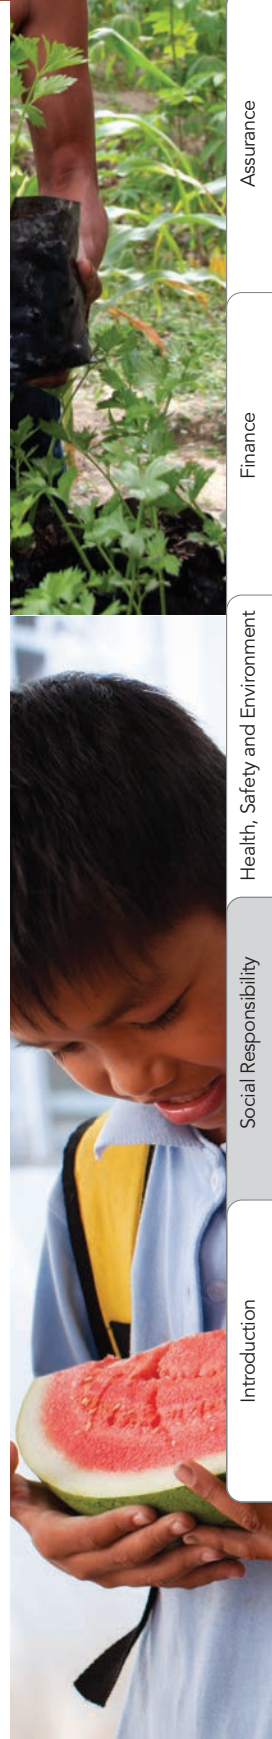 Assurance
Finance
Health, Safety and Environment
Social Responsibility
Introduction